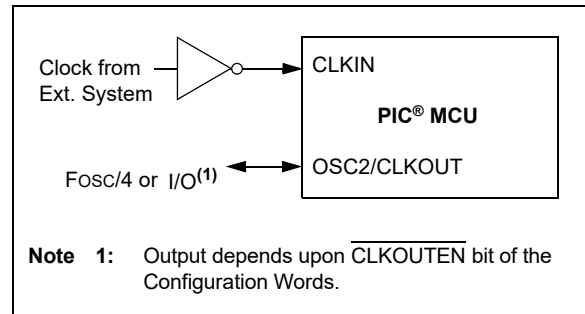 Clock from
Ext. System
CLKIN
PIC® MCU
FOSC/4 or I/O(1)
OSC2/CLKOUT
Note 1: Output depends upon CLKOUTEN bit of the
Configuration Words.